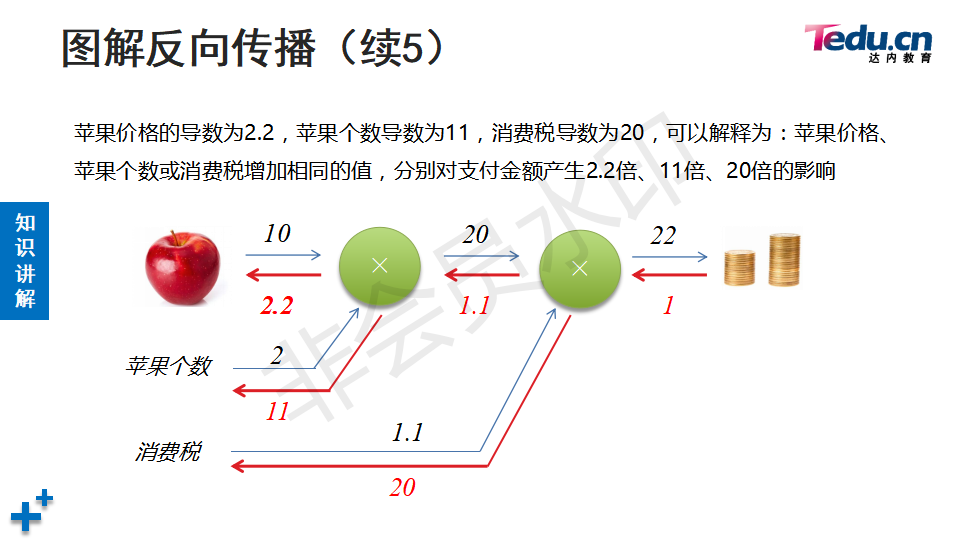 图解反向传播（续5）
Tedu.cn
达内教育
苹果价格的导数为2.2，苹果个数导数为11，消费税导数为20，可以解释为：苹果价格、
苹果个数或消费税增加相同的值，分别对支付金额产生2.2倍、11倍、20倍的影响
知识讲解
10
20
22
×
×
2.2
1.1
1
苹果个数
2
11
消费税
1.1
20
非会员水印